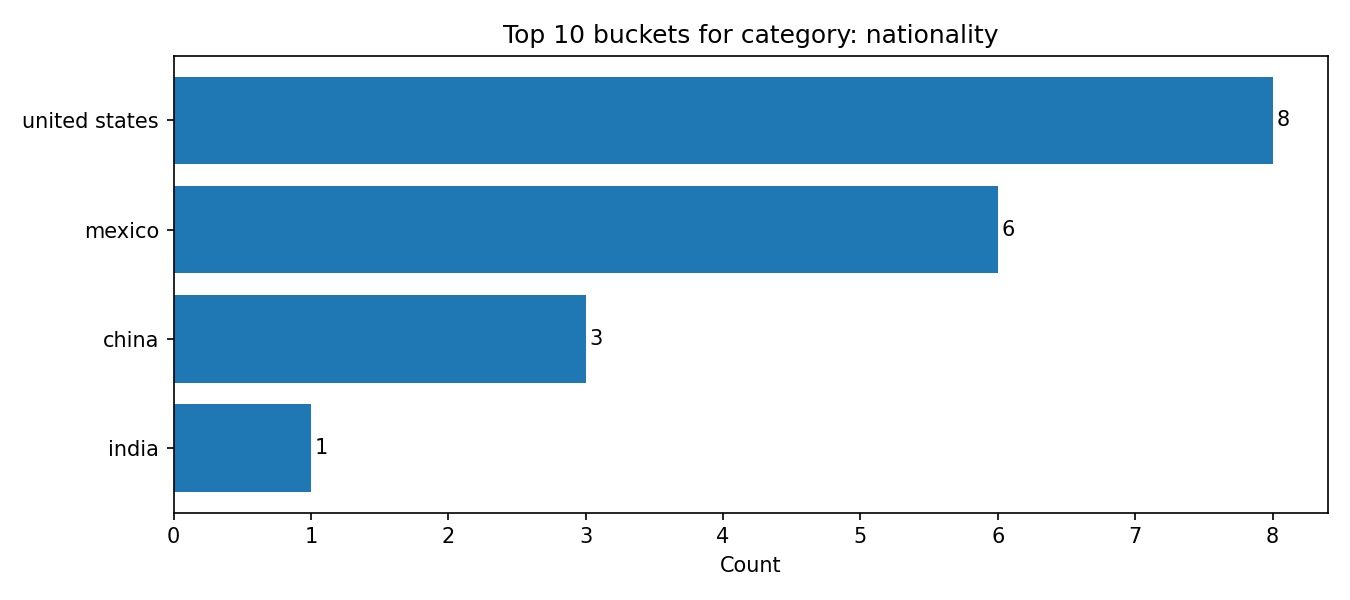 Top 10 buckets for category: nationality
united states
8
mexico
6
china
3
india
1
0 1 2 3 4 5 6 7 8
Count